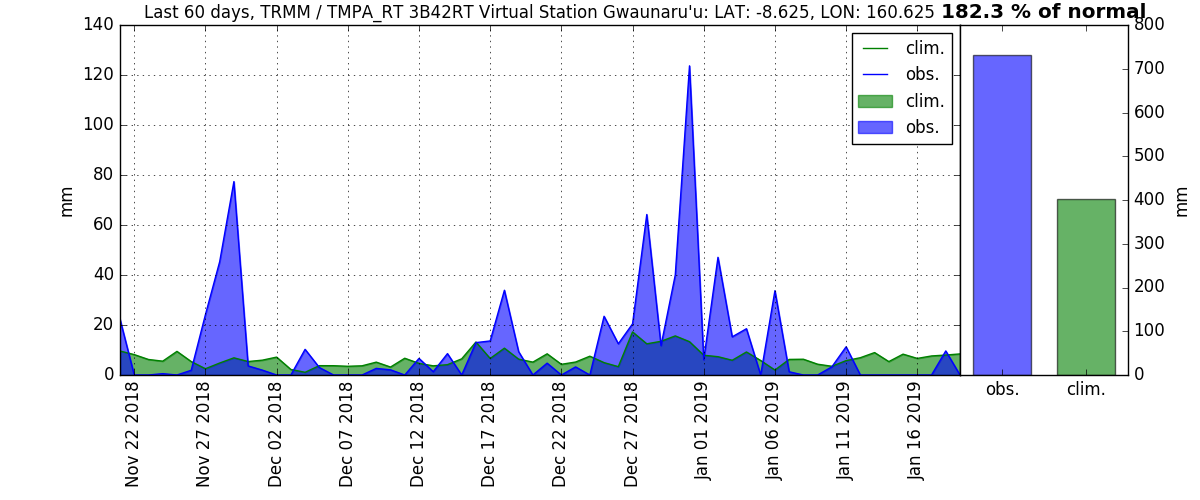 Last 60 days, TRMM / TMPA_RT 3B42RT Virtual Station Gwaunaru'u: LAT: -8.625, LON: 160.625 182.3 % of normal
140
120
100
80
60
40
20
0
mm
clim.
obs.
clim.
obs.
Nov 22 2018
Nov 27 2018
Dec 02 2018
Dec 07 2018
Dec 12 2018
Dec 17 2018
Dec 22 2018
Dec 27 2018
Jan 01 2019
Jan 06 2019
Jan 11 2019
Jan 16 2019
800
700
600
500
400
300
200
100
0
mm
obs.
clim.